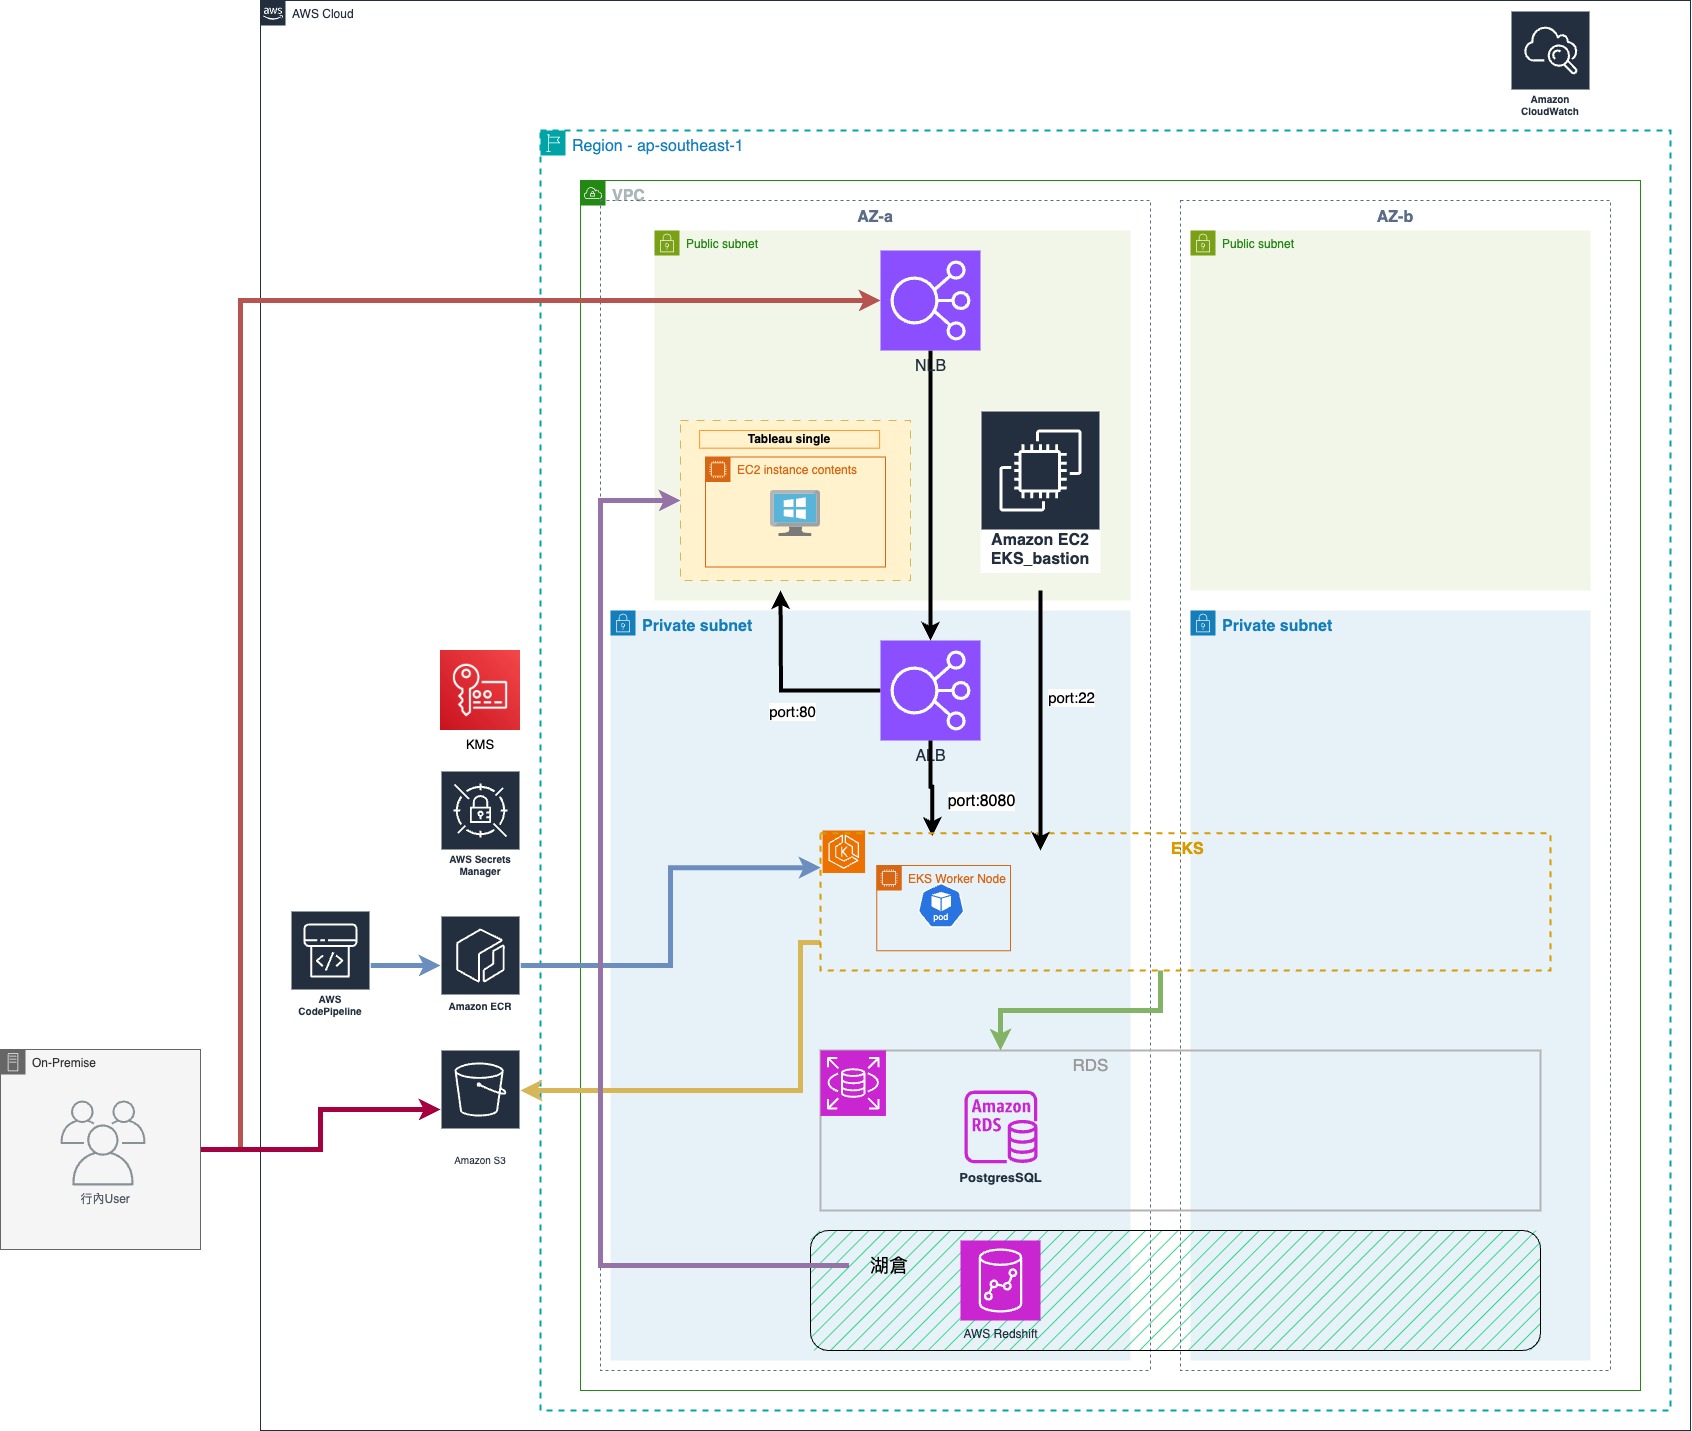 aws
AWS Cloud
Amazon
CloudWatch
Region - ap-southeast-1
VPC
AZ-a
AZ-b
Public subnet
Public subnet
NLB
Tableau single
EC2 instance contents
Amazon EC2
EKS_bastion
Private subnet
Private subnet
KMS
port:80
port:22
ALB
port:8080
AWS Secrets
Manager
K
EKS
EKS Worker Node
pod
AWS
CodePipeline
Amazon ECR
On-Premise
行內User
Amazon S3
RDS
Amazon
RDS
PostgresSQL
湖倉
AWS Redshift